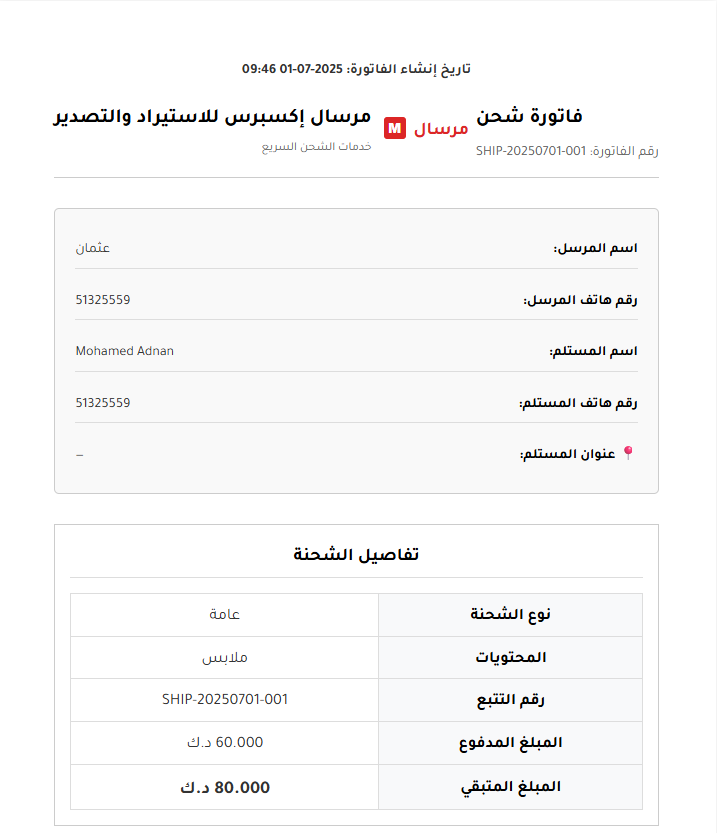 تاريخ إنشاء الفاتورة: 2025-07-01 09:46
فاتورة شحن
رقم الفاتورة: SHIP-20250701-001
مرسال M
مرسال إكسبرس للاستيراد والتصدير
خدمات الشحن السريع
اسم المرسل: عثمان
رقم هاتف المرسل: 51325559
اسم المستلم: Mohamed Adnan
رقم هاتف المستلم: 51325559
📍 عنوان المستلم: —
تفاصيل الشحنة
نوع الشحنة عامة
المحتويات ملابس
رقم التتبع SHIP-20250701-001
المبلغ المدفوع 60.000 د.ك
المبلغ المتبقي 80.000 د.ك